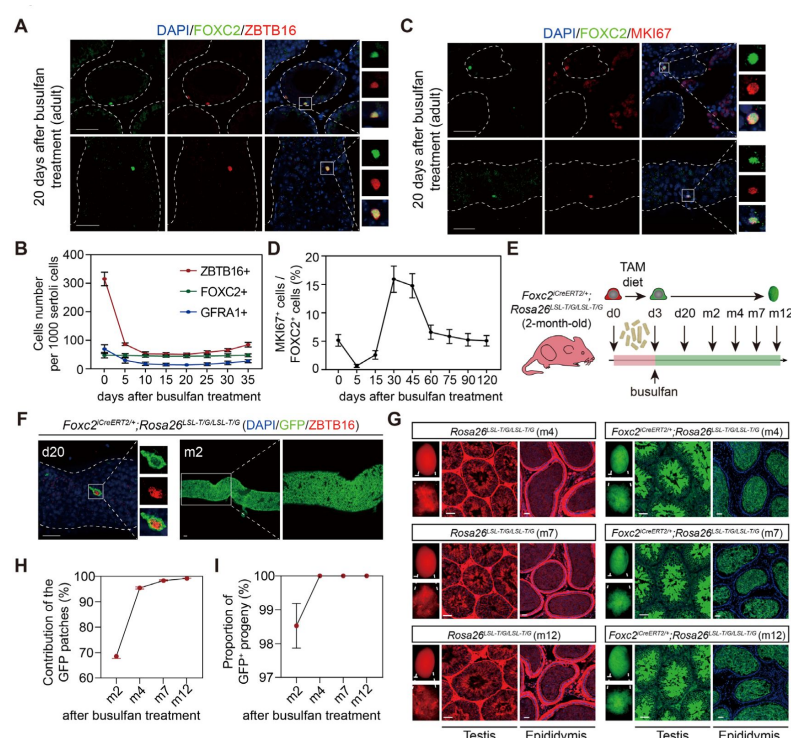 A
DAPI/FOXC2/ZBTB16
20 days after busulfan
treatment (adult)
B
Cells number
per 1000 sertoli cells
400
300
200
100
0
ZBTB16+
FOXC2+
GFRA1+
0 5 10 15 20 25 30 35
days after busulfan treatment
C
DAPI/FOXC2/MKI67
20 days after busulfan
treatment (adult)
D
MKI67+ cells /
FOXC2+ cells (%)
20
15
10
5
0
0 5 15 30 45 60 75 90 120
days after busulfan treatment
E
TAM
diet
Foxc2iCreERT2/+;
Rosa26LSL-T/G/LSL-T/G
(2-month-old)
d0 d3 d20 m2 m4 m7 m12
busulfan
F
Foxc2iCreERT2/+;Rosa26LSL-T/G/LSL-T/G (DAPI/GFP/ZBTB16)
d20
m2
G
Rosa26LSL-T/G/LSL-T/G (m4)
Foxc2iCreERT2/+;Rosa26LSL-T/G/LSL-T/G (m4)
Rosa26LSL-T/G/LSL-T/G (m7)
Foxc2iCreERT2/+;Rosa26LSL-T/G/LSL-T/G (m7)
Rosa26LSL-T/G/LSL-T/G (m12)
Foxc2iCreERT2/+;Rosa26LSL-T/G/LSL-T/G (m12)
Testis Epididymis Testis Epididymis
H
Contribution of the
GFP patches (%)
100
90
80
70
60
m2 m4 m7 m12
after busulfan treatment
I
Proportion of
GFP+ progeny (%)
100
99
98
97
m2 m4 m7 m12
after busulfan treatment